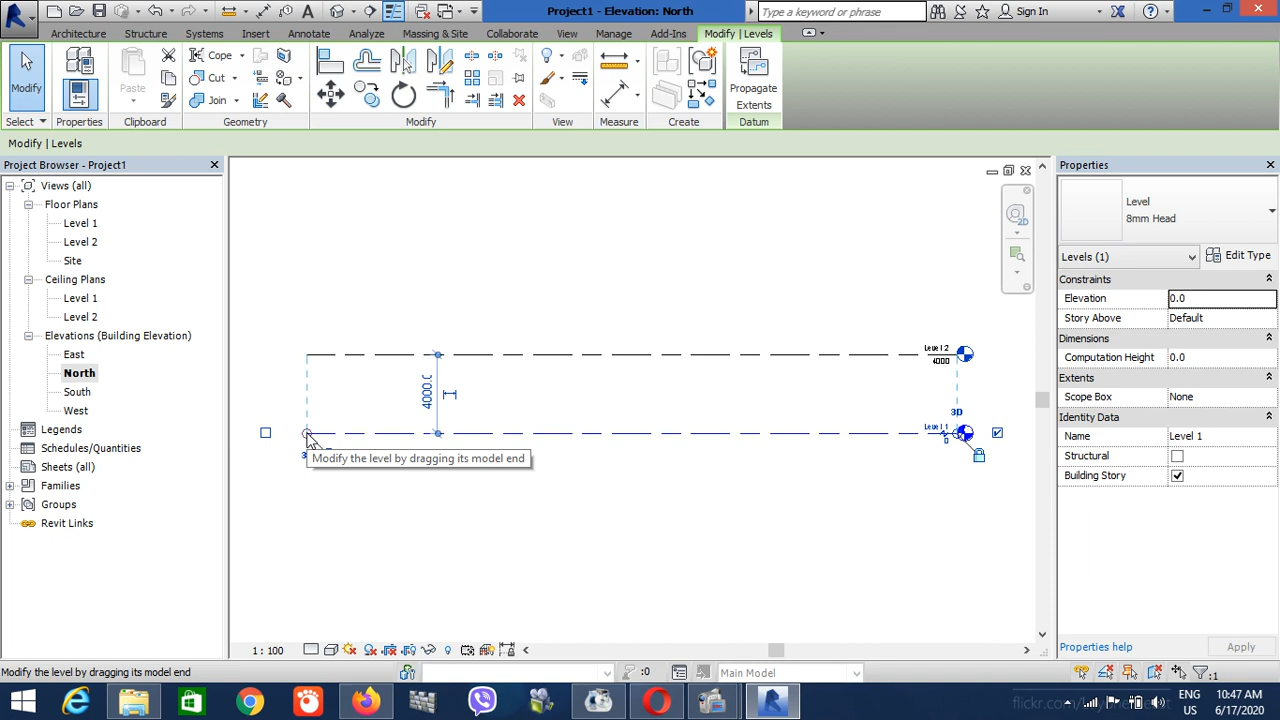 Project1 - Elevation: North
Type a keyword or phrase
Sign In
Architecture
Structure
Systems
Insert
Annotate
Analyze
Massing & Site
Collaborate
View
Manage
Add-Ins
Modify | Levels
Modify
Paste
Cope
Cut
Join
Propagate
Extents
Select
Properties
Clipboard
Geometry
Modify
View
Measure
Create
Datum
Modify | Levels
Project Browser - Project1
Views (all)
Floor Plans
Level 1
Level 2
Site
Ceiling Plans
Level 1
Level 2
Elevations (Building Elevation)
East
North
South
West
Legends
Schedules/Quantities
Sheets (all)
Families
Groups
Revit Links
2D
Level 2
4000
4000.0
3D
Level 1
0
3
Modify the level by dragging its model end
Properties
Level
8mm Head
Levels (1)
Edit Type
Constraints
Elevation
0.0
Story Above
Default
Dimensions
Computation Height
0.0
Extents
Scope Box
None
Identity Data
Name
Level 1
Structural
Building Story
Properties help
Apply
1 : 100
Modify the level by dragging its model end
:0
Main Model
:1
ENG
US
10:47 AM
6/17/2020